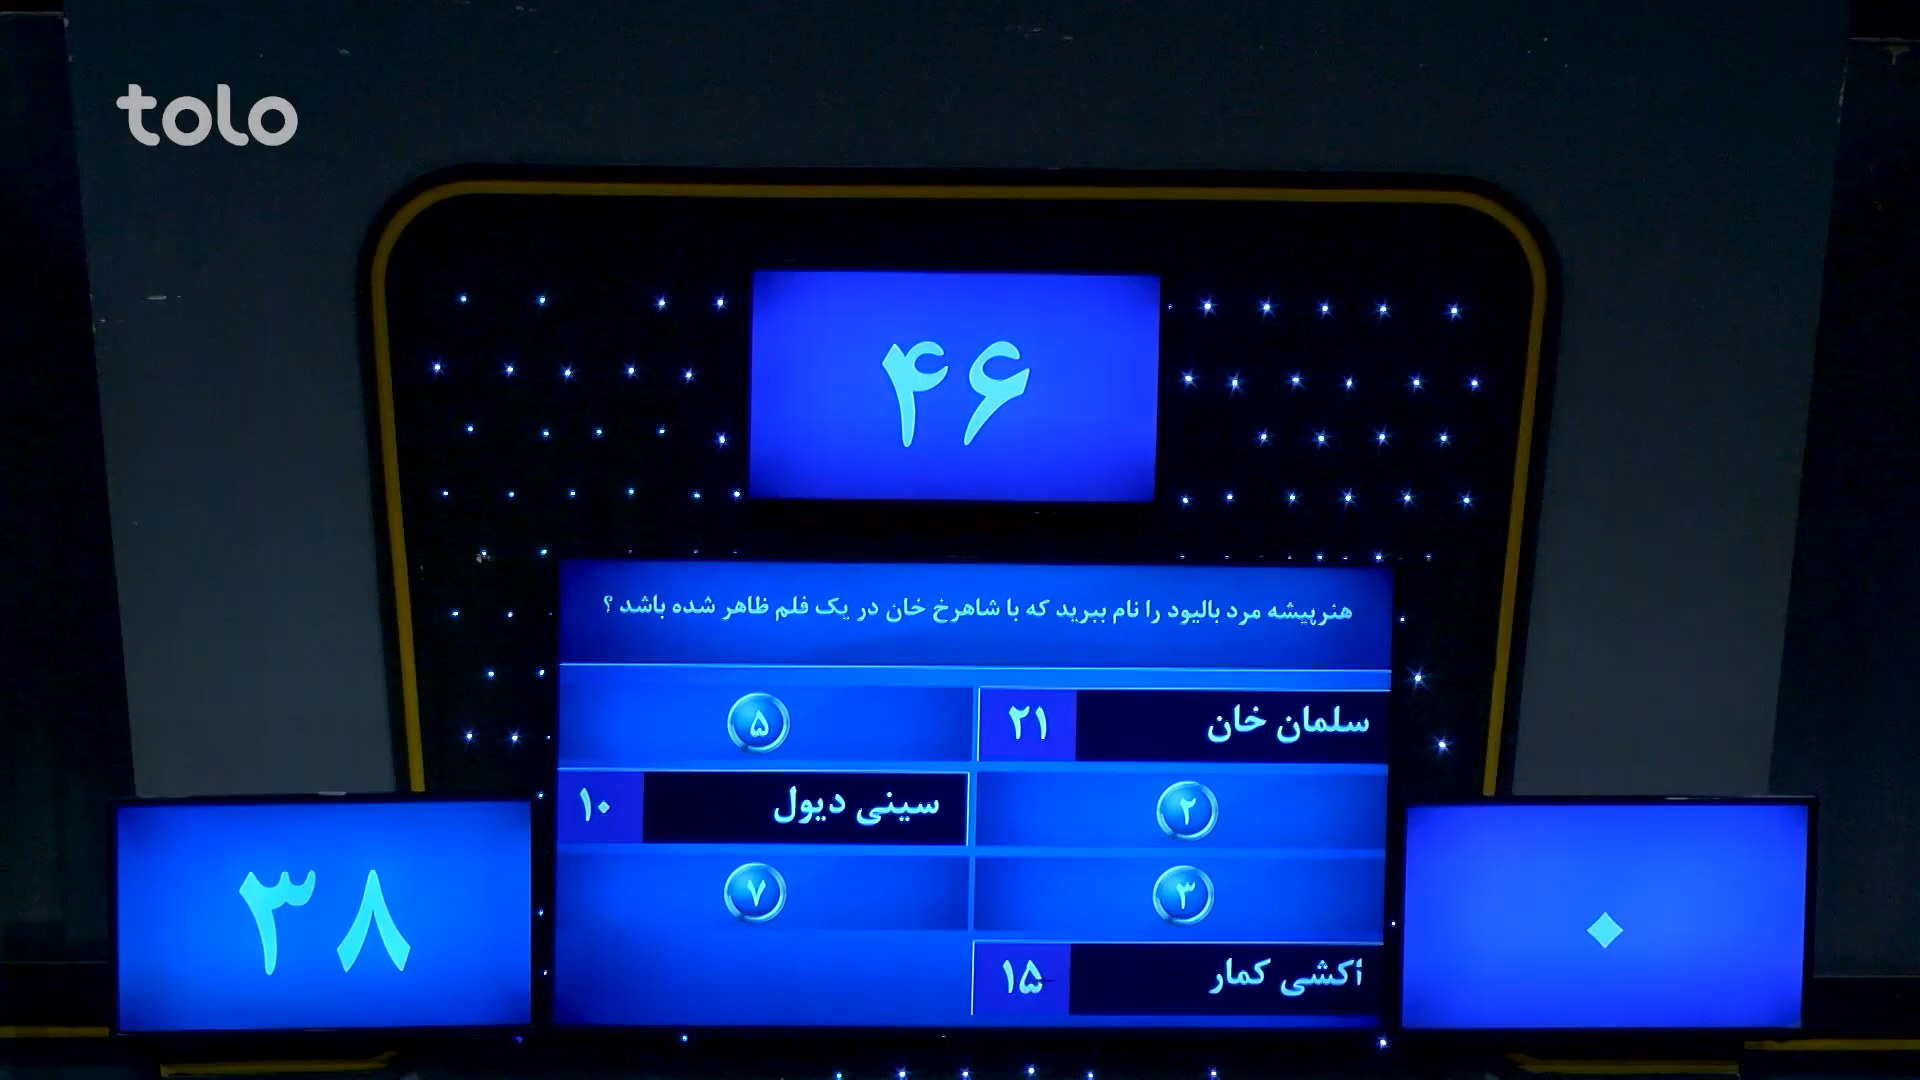 tolo
۴۶
هنرپیشه مرد بالیود را نام ببرید که با شاهرخ خان در یک فلم ظاهر شده باشد ؟
سلمان خان ۲۱
۵
۲
سینی دیول ۱۰
۳
۷
اکشی کمار ۱۵
۳۸
۰